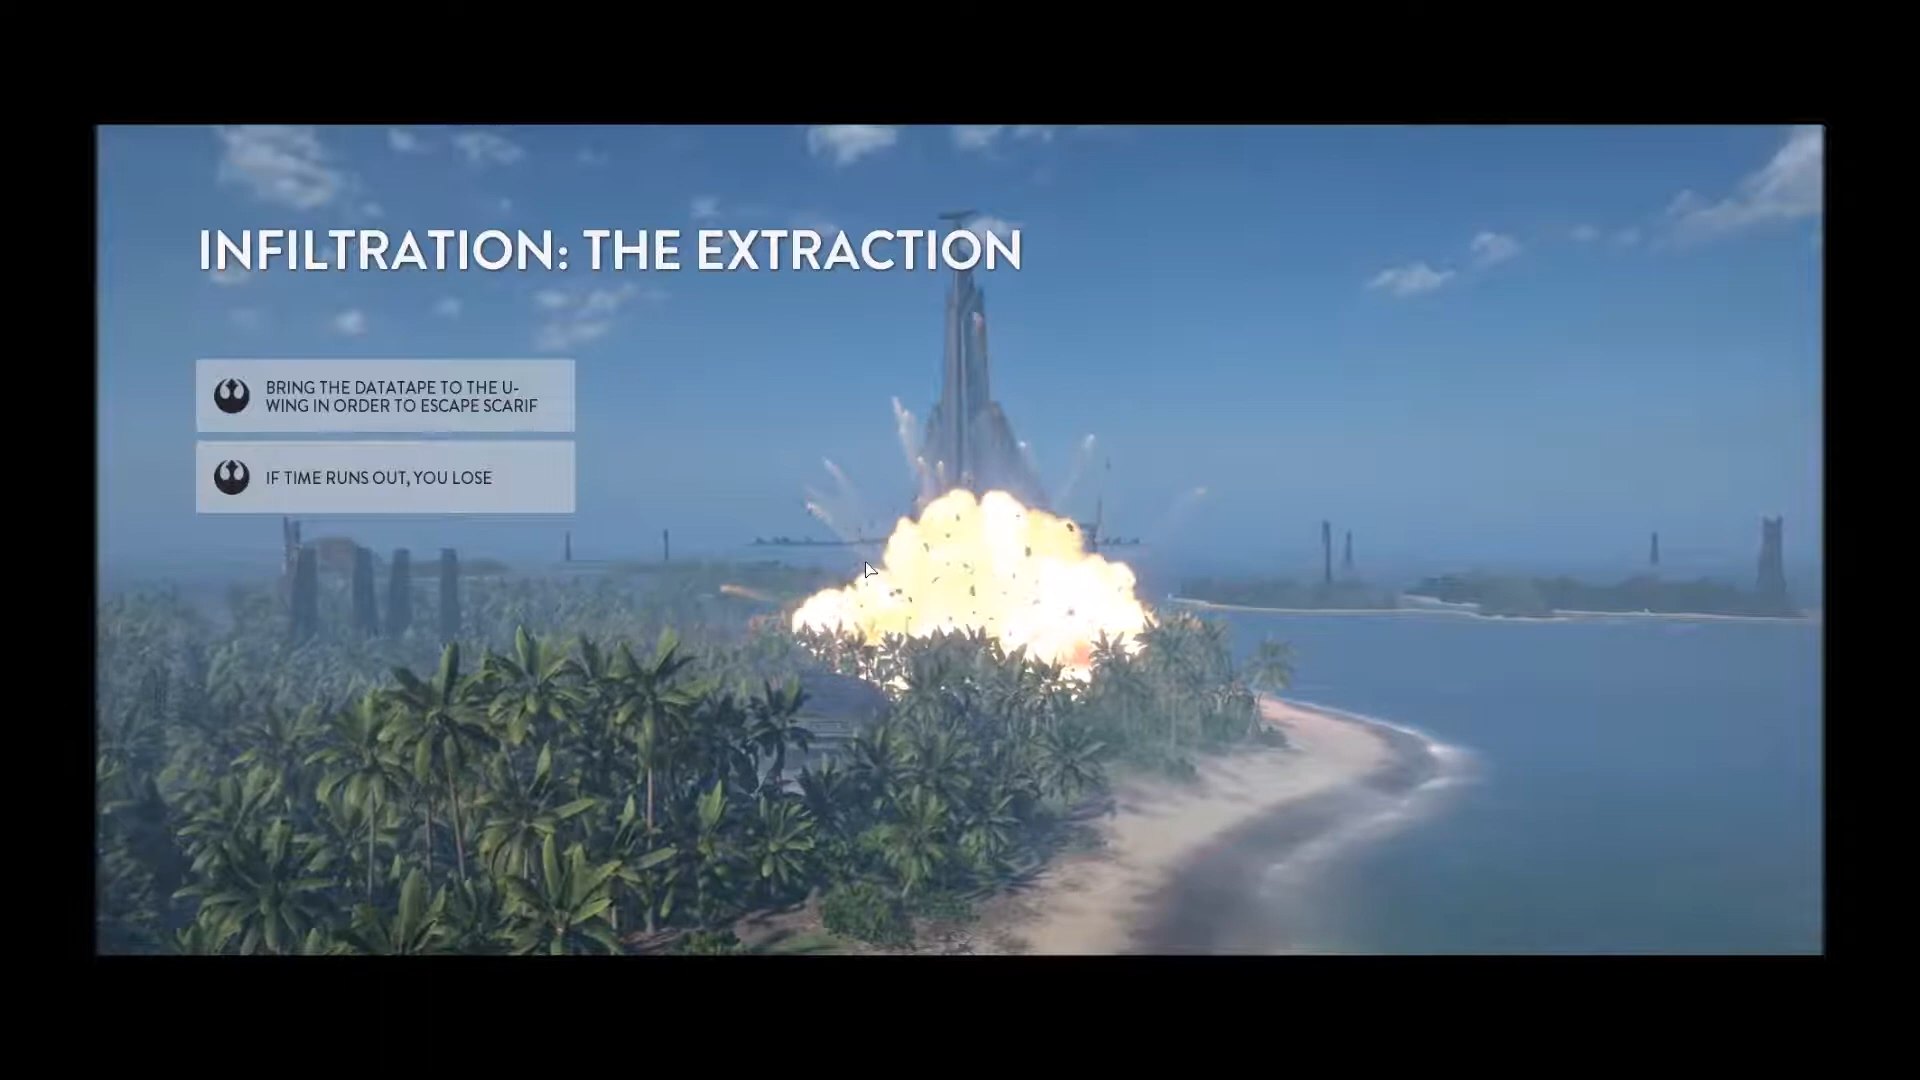 INFILTRATION: THE EXTRACTION
BRING THE DATATAPE TO THE U-
WING IN ORDER TO ESCAPE SCARIF
IF TIME RUNS OUT, YOU LOSE